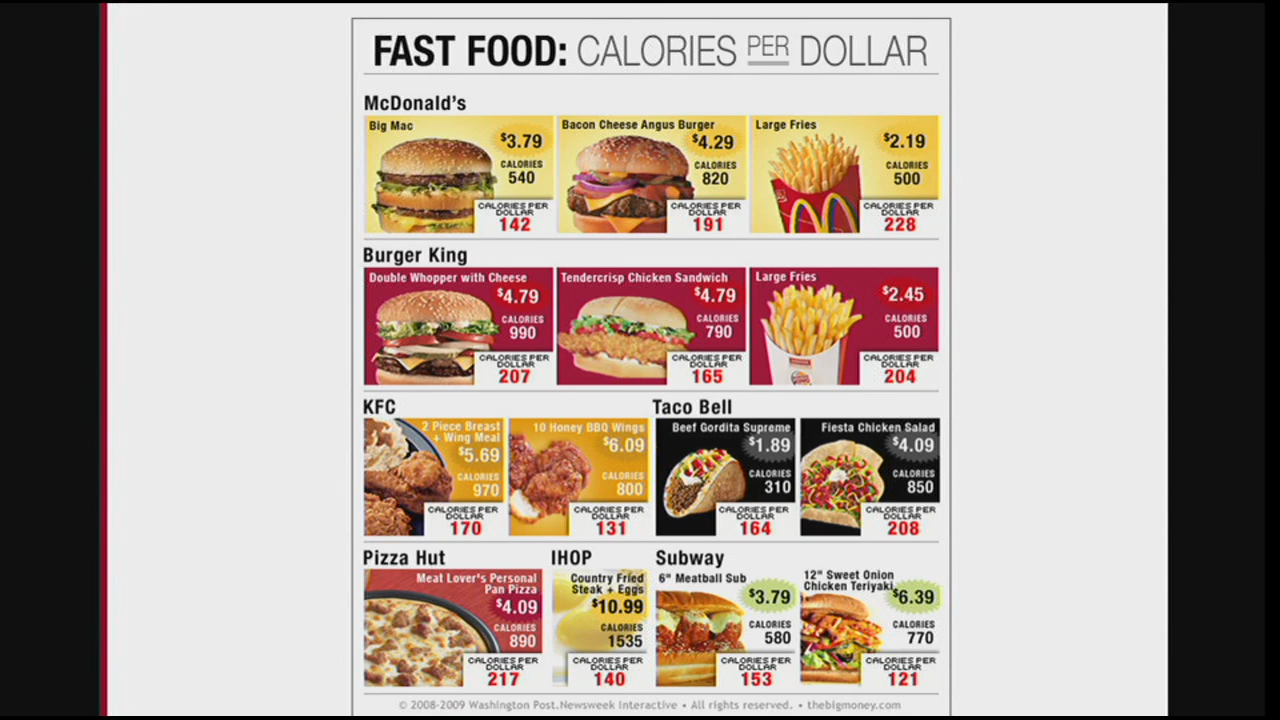 FAST FOOD: CALORIES PER DOLLAR
McDonald's
Big Mac
$3.79
CALORIES
540
CALORIES PER
DOLLAR
142
Bacon Cheese Angus Burger
$4.29
CALORIES
820
CALORIES PER
DOLLAR
191
Large Fries
$2.19
CALORIES
500
CALORIES PER
DOLLAR
228
Burger King
Double Whopper with Cheese
$4.79
CALORIES
990
CALORIES PER
DOLLAR
207
Tendercrisp Chicken Sandwich
$4.79
CALORIES
790
CALORIES PER
DOLLAR
165
Large Fries
$2.45
CALORIES
500
CALORIES PER
DOLLAR
204
KFC
2 Piece Breast
+ Wing Meal
$5.69
CALORIES
970
CALORIES PER
DOLLAR
170
10 Honey BBQ Wings
$6.09
CALORIES
800
CALORIES PER
DOLLAR
131
Taco Bell
Beef Gordita Supreme
$1.89
CALORIES
310
CALORIES PER
DOLLAR
164
Fiesta Chicken Salad
$4.09
CALORIES
850
CALORIES PER
DOLLAR
208
Pizza Hut
Meat Lover's Personal
Pan Pizza
$4.09
CALORIES
890
CALORIES PER
DOLLAR
217
IHOP
Country Fried
Steak + Eggs
$10.99
CALORIES
1535
CALORIES PER
DOLLAR
140
Subway
6" Meatball Sub
$3.79
CALORIES
580
CALORIES PER
DOLLAR
153
12" Sweet Onion
Chicken Teriyaki
$6.39
CALORIES
770
CALORIES PER
DOLLAR
121
© 2008-2009 Washington Post.Newsweek Interactive • All rights reserved. • thebigmoney.com